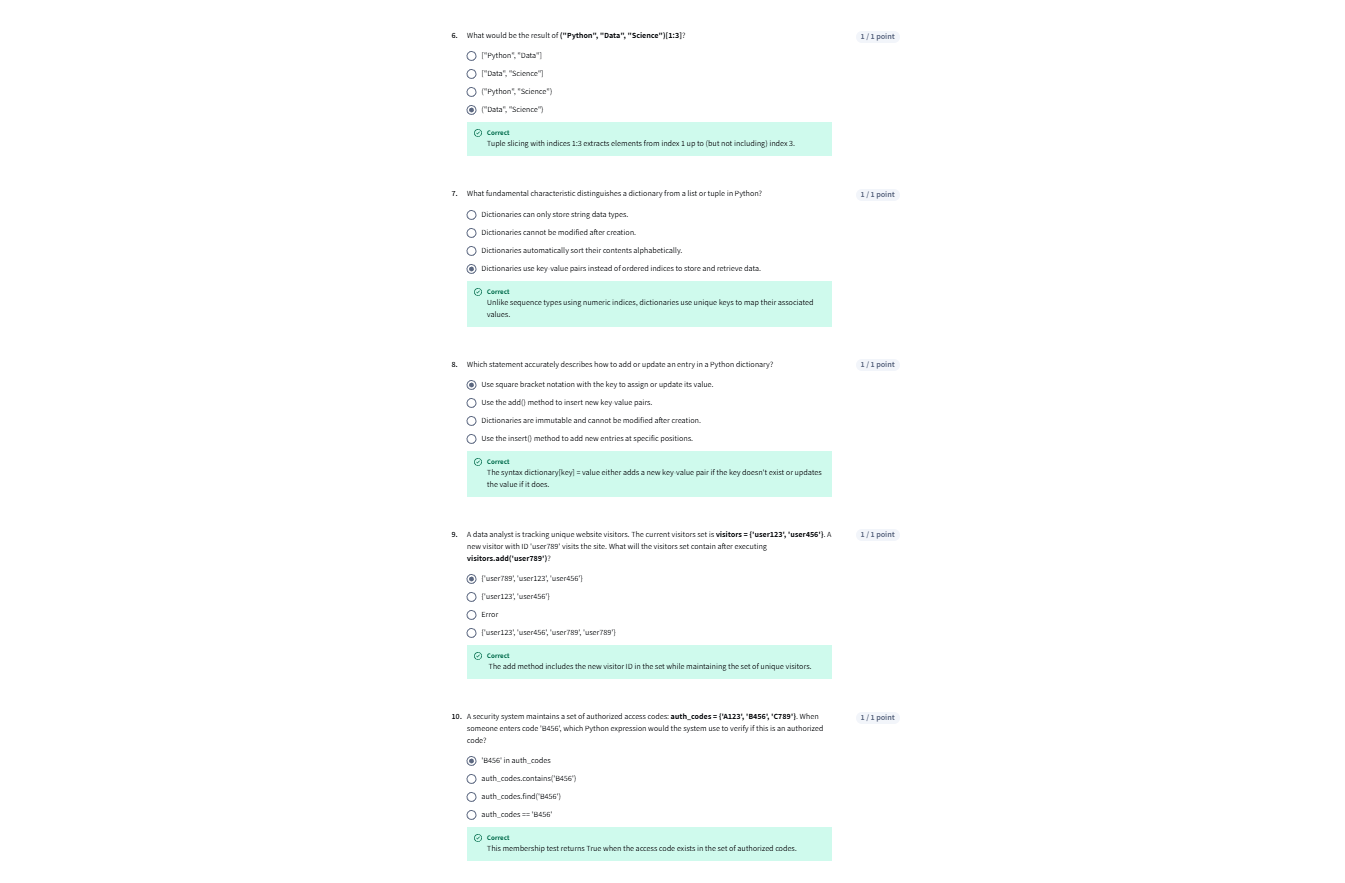 6. What would be the result of ("Python", "Data", "Science")[1:3]? 1 / 1 point
["Python", "Data"]
["Data", "Science"]
("Python", "Science")
("Data", "Science")
Correct
Tuple slicing with indices 1:3 extracts elements from index 1 up to (but not including) index 3.
7. What fundamental characteristic distinguishes a dictionary from a list or tuple in Python? 1 / 1 point
Dictionaries can only store string data types.
Dictionaries cannot be modified after creation.
Dictionaries automatically sort their contents alphabetically.
Dictionaries use key-value pairs instead of ordered indices to store and retrieve data.
Correct
Unlike sequence types using numeric indices, dictionaries use unique keys to map their associated
values.
8. Which statement accurately describes how to add or update an entry in a Python dictionary? 1 / 1 point
Use square bracket notation with the key to assign or update its value.
Use the add() method to insert new key-value pairs.
Dictionaries are immutable and cannot be modified after creation.
Use the insert() method to add new entries at specific positions.
Correct
The syntax dictionary[key] = value either adds a new key-value pair if the key doesn't exist or updates
the value if it does.
9. A data analyst is tracking unique website visitors. The current visitors set is visitors = {'user123', 'user456'}. A 1 / 1 point
new visitor with ID 'user789' visits the site. What will the visitors set contain after executing
visitors.add('user789')?
{'user789', 'user123', 'user456'}
{'user123', 'user456'}
Error
{'user123', 'user456', 'user789', 'user789'}
Correct
The add method includes the new visitor ID in the set while maintaining the set of unique visitors.
10. A security system maintains a set of authorized access codes: auth_codes = {'A123', 'B456', 'C789'}. When 1 / 1 point
someone enters code 'B456', which Python expression would the system use to verify if this is an authorized
code?
'B456' in auth_codes
auth_codes.contains('B456')
auth_codes.find('B456')
auth_codes == 'B456'
Correct
This membership test returns True when the access code exists in the set of authorized codes.